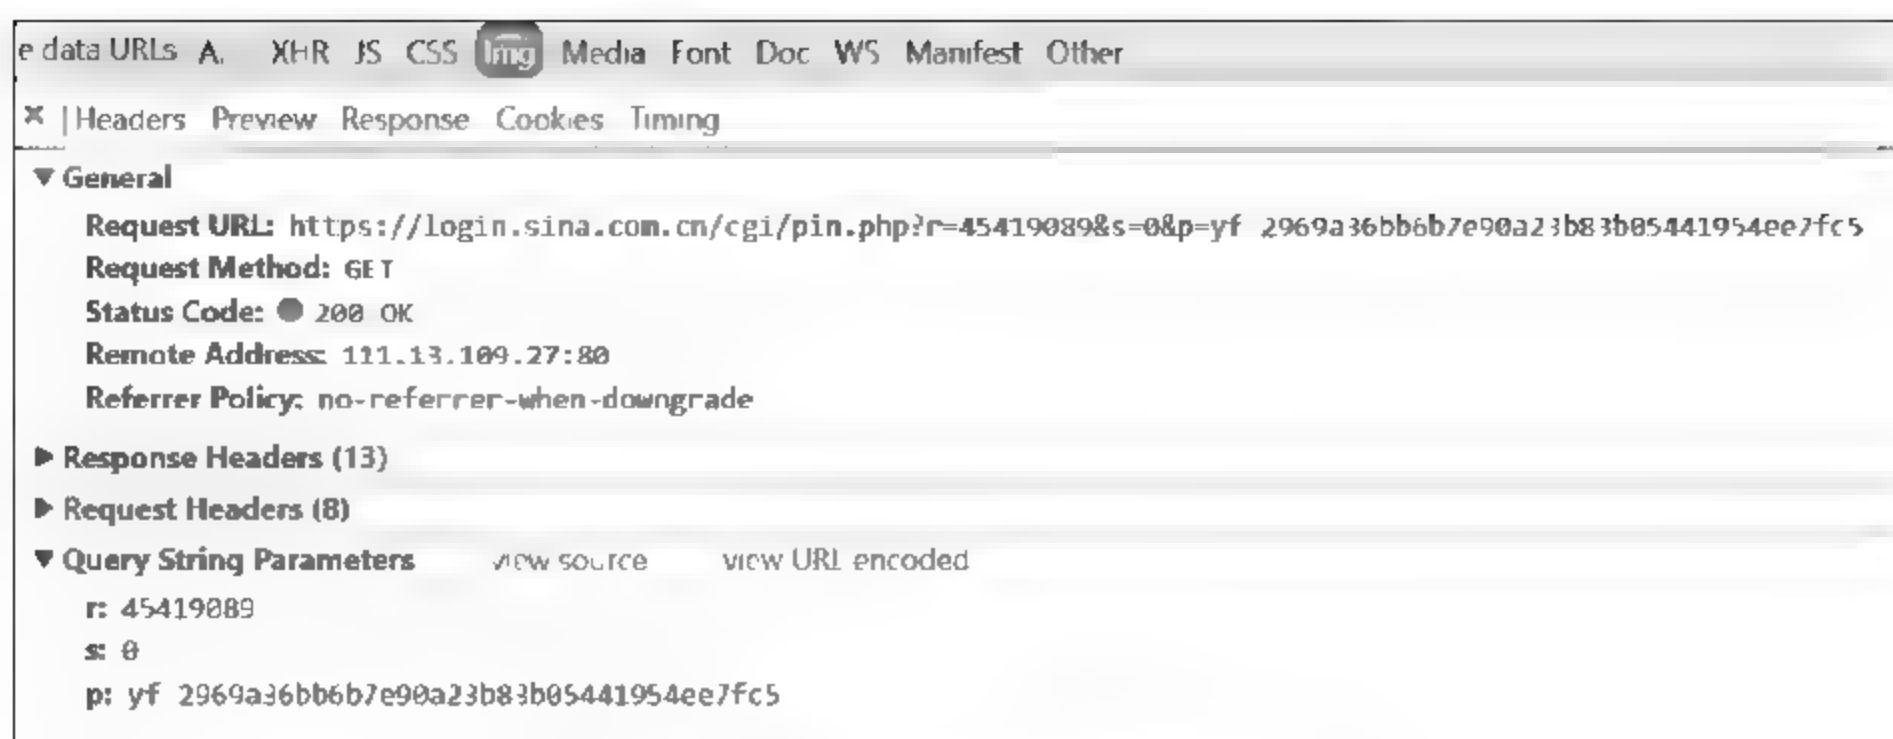 e data URLs A. XHR JS CSS Img Media Font Doc WS Manifest Other
× Headers Preview Response Cookies Timing
▼ General
Request URL: https://login.sina.com.cn/cgi/pin.php?r=45419089&s=0&p=yf 2969a36bb6b7e90a23b83b05441954ee7fc5
Request Method: GET
Status Code: ● 200 OK
Remote Address: 111.13.109.27:80
Referrer Policy: no-referrer-when-downgrade
▶ Response Headers (13)
▶ Request Headers (8)
▼ Query String Parameters view source view URL encoded
r: 45419089
s: 0
p: yf 2969a36bb6b7e90a23b83b05441954ee7fc5